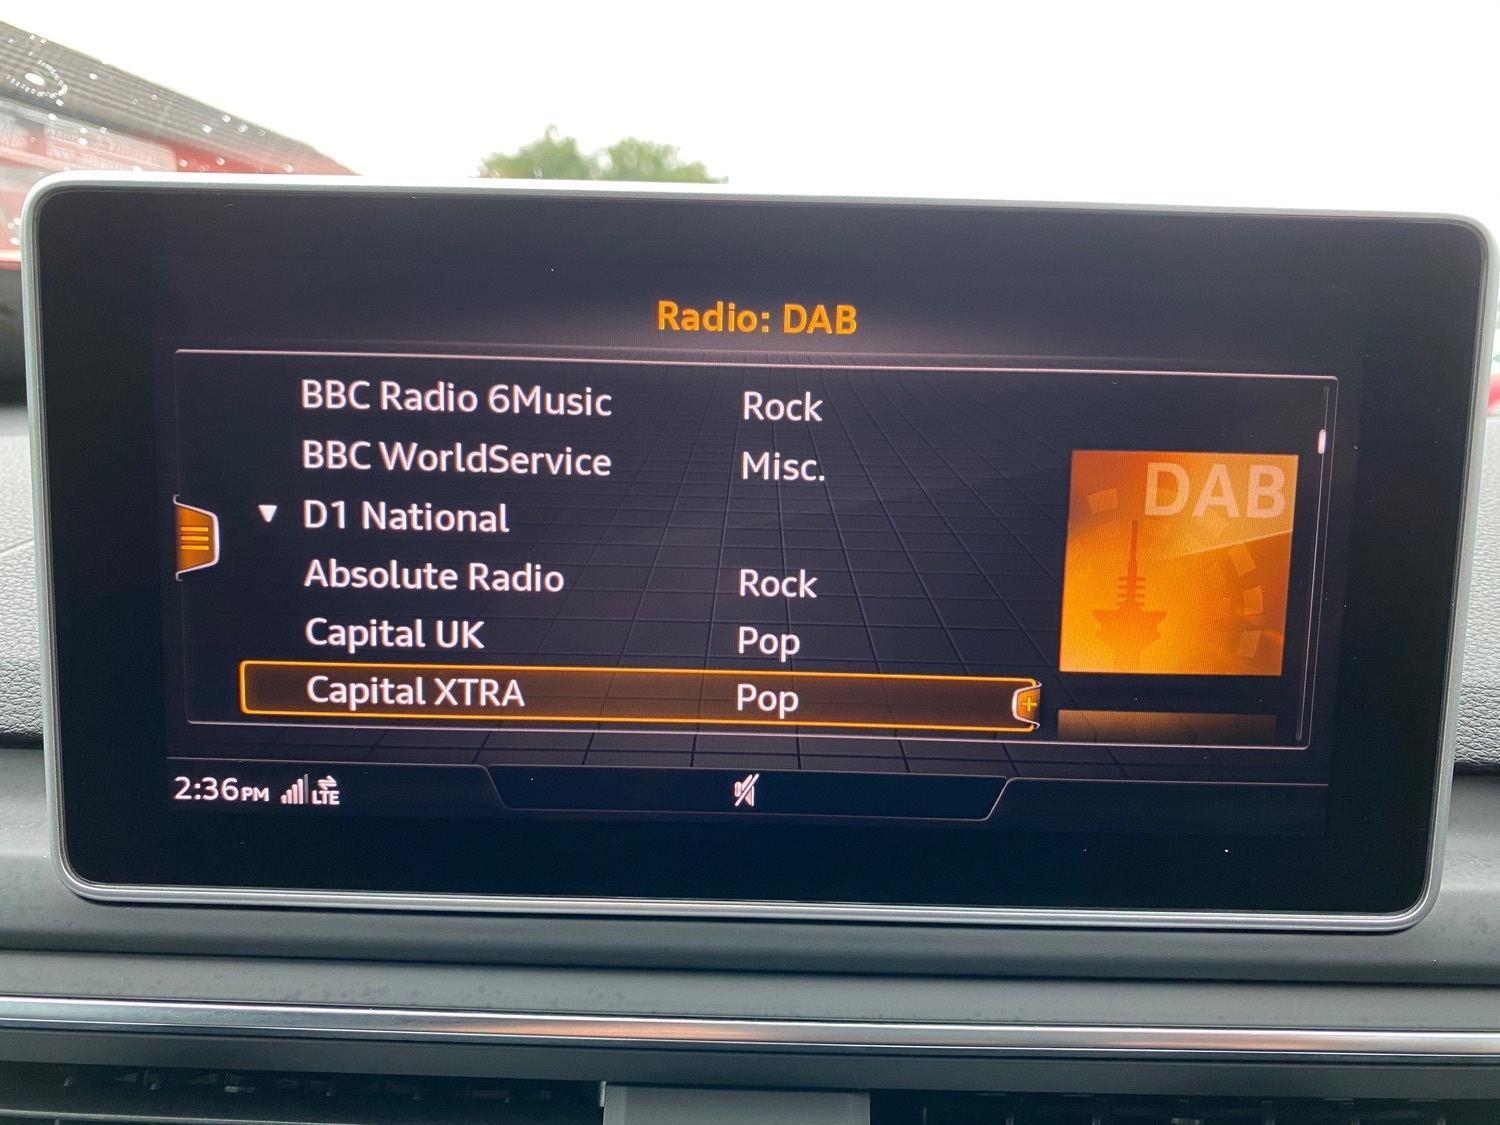 Radio: DAB
BBC Radio 6Music Rock
BBC WorldService Misc.
▼ D1 National
Absolute Radio Rock
Capital UK Pop
Capital XTRA Pop
DAB
2:36PM LTE